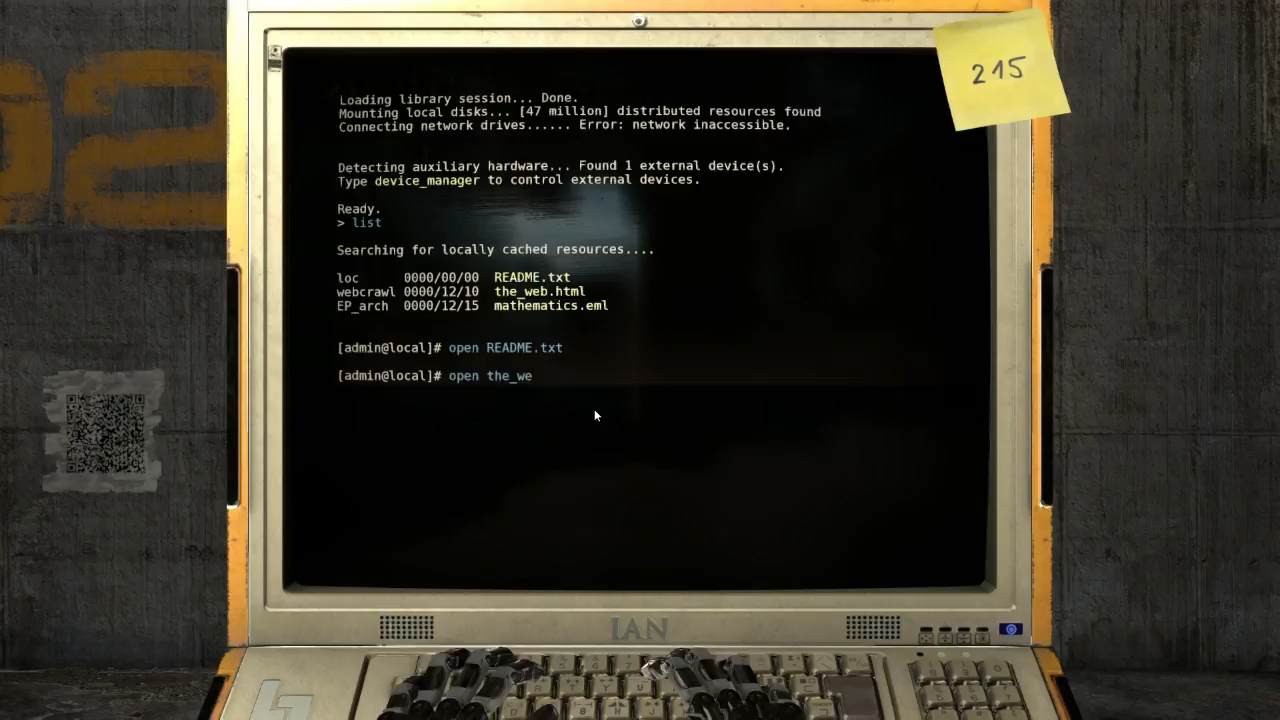 02
215
Loading library session... Done.
Mounting local disks... [47 million] distributed resources found
Connecting network drives...... Error: network inaccessible.
Detecting auxiliary hardware... Found 1 external device(s).
Type device_manager to control external devices.
Ready.
> list
Searching for locally cached resources....
loc 0000/00/00 README.txt
webcrawl 0000/12/10 the_web.html
EP_arch 0000/12/15 mathematics.eml
[admin@local]# open README.txt
[admin@local]# open the_we
IAN